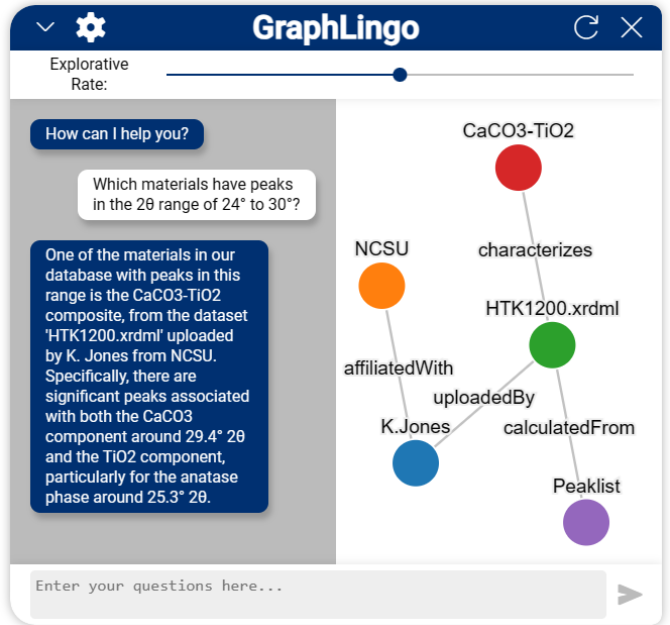 GraphLingo
Explorative
Rate:
How can I help you?
Which materials have peaks
in the 2θ range of 24° to 30°?
One of the materials in our
database with peaks in this
range is the CaCO3-TiO2
composite, from the dataset
'HTK1200.xrdml' uploaded
by K. Jones from NCSU.
Specifically, there are
significant peaks associated
with both the CaCO3
component around 29.4° 2θ
and the TiO2 component,
particularly for the anatase
phase around 25.3° 2θ.
CaCO3-TiO2
NCSU
characterizes
HTK1200.xrdml
affiliatedWith
uploadedBy
K.Jones
calculatedFrom
Peaklist
Enter your questions here...